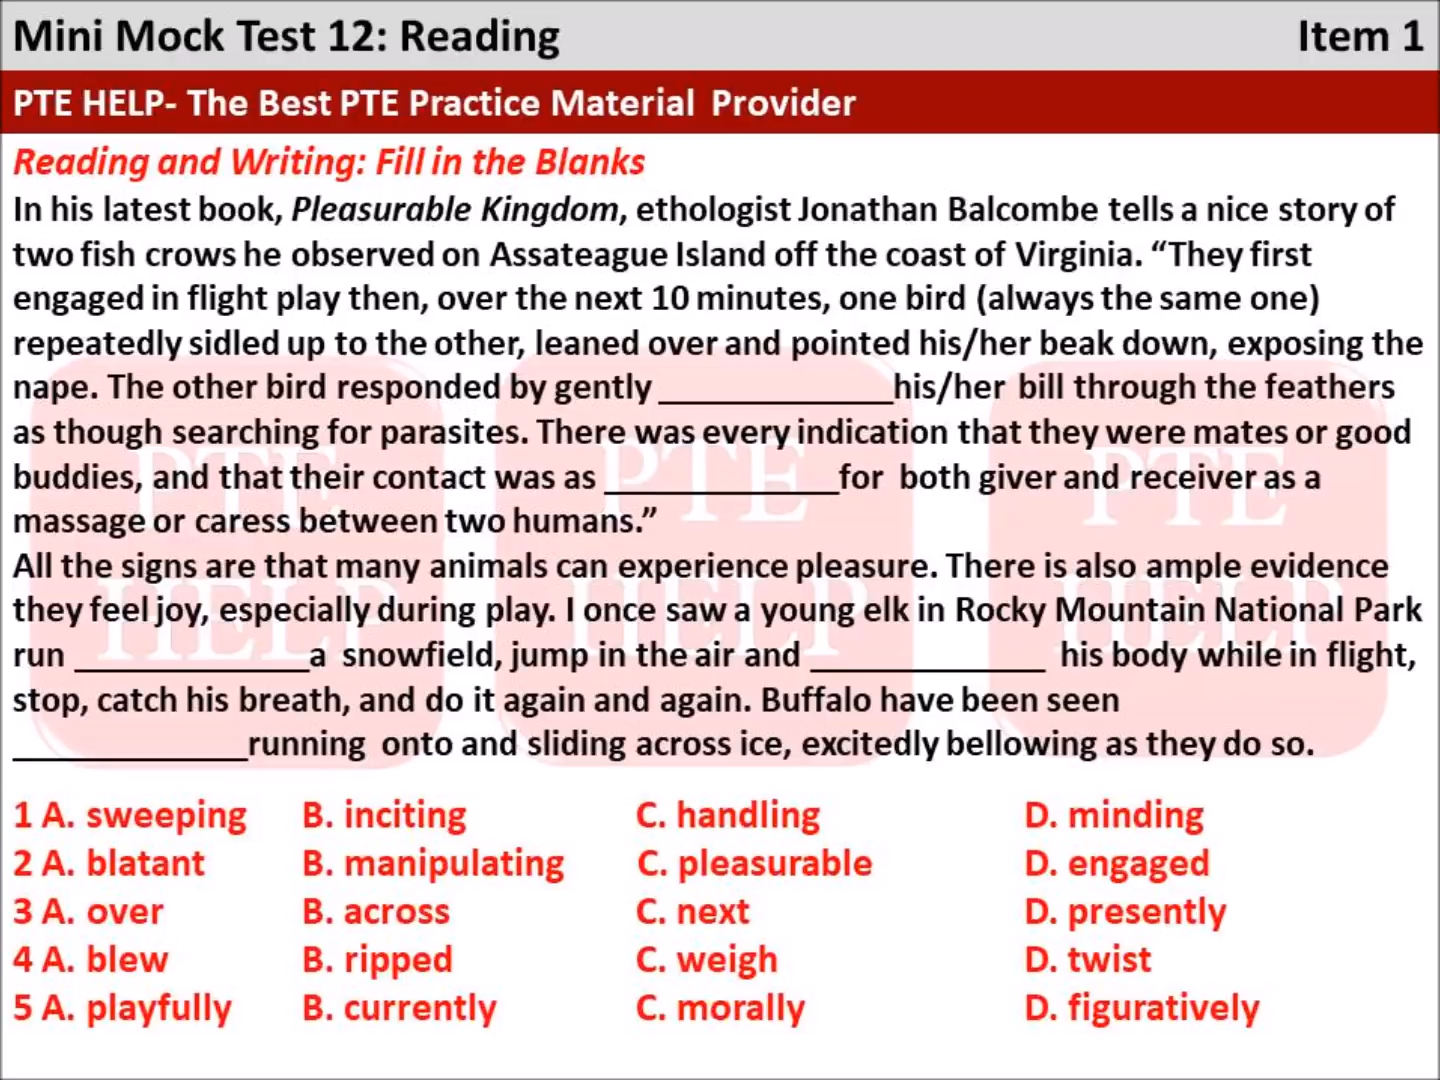 Mini Mock Test 12: Reading Item 1
PTE HELP- The Best PTE Practice Material Provider
Reading and Writing: Fill in the Blanks
In his latest book, Pleasurable Kingdom, ethologist Jonathan Balcombe tells a nice story of
two fish crows he observed on Assateague Island off the coast of Virginia. “They first
engaged in flight play then, over the next 10 minutes, one bird (always the same one)
repeatedly sidled up to the other, leaned over and pointed his/her beak down, exposing the
nape. The other bird responded by gently _____________his/her bill through the feathers
as though searching for parasites. There was every indication that they were mates or good
buddies, and that their contact was as _____________for both giver and receiver as a
massage or caress between two humans.”
All the signs are that many animals can experience pleasure. There is also ample evidence
they feel joy, especially during play. I once saw a young elk in Rocky Mountain National Park
run _____________a snowfield, jump in the air and _____________ his body while in flight,
stop, catch his breath, and do it again and again. Buffalo have been seen
_____________running onto and sliding across ice, excitedly bellowing as they do so.
1 A. sweeping B. inciting C. handling D. minding
2 A. blatant B. manipulating C. pleasurable D. engaged
3 A. over B. across C. next D. presently
4 A. blew B. ripped C. weigh D. twist
5 A. playfully B. currently C. morally D. figuratively
PTE HELP
PTE HELP
PTE HELP